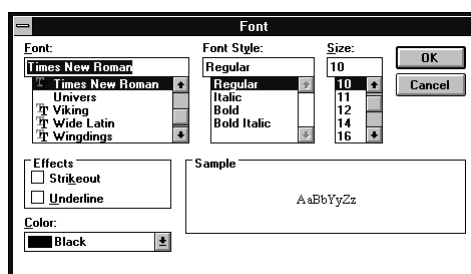 Font
Font: Font Style: Size:
Times New Roman Regular 10 OK
Times New Roman Regular 10 Cancel
Univers Italic 11
Viking Bold 12
Wide Latin Bold Italic 14
Wingdings 16
Effects Sample
Strikeout
Underline AaBbYyZz
Color:
Black